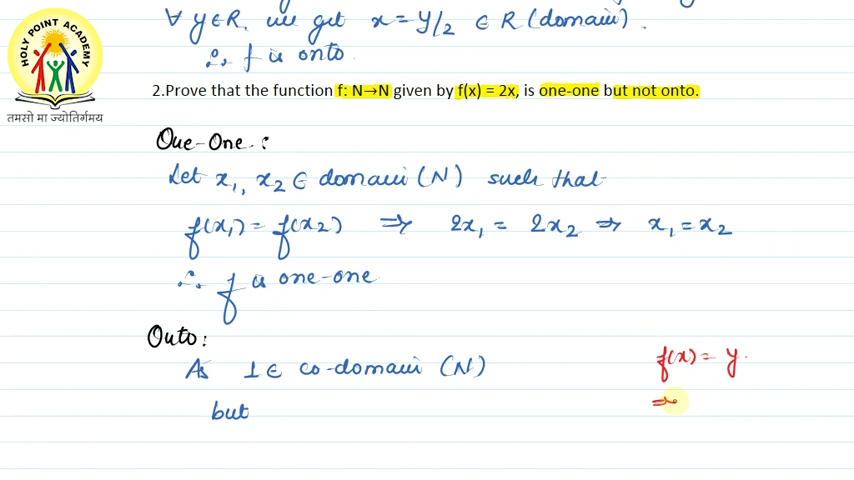 ∀ y∈R, we get x = y/2 ∈ R (domain).
∴ f is onto.
HOLY POINT ACADEMY
तमसो मा ज्योतिर्गमय
2.Prove that the function f: N→N given by f(x) = 2x, is one-one but not onto.
One-One:
Let x₁, x₂ ∈ domain (N) such that
f(x₁) = f(x₂) ⇒ 2x₁ = 2x₂ ⇒ x₁ = x₂
∴ f is one-one
Onto:
As 1 ∈ co-domain (N)
but
f(x) = y.
⇒